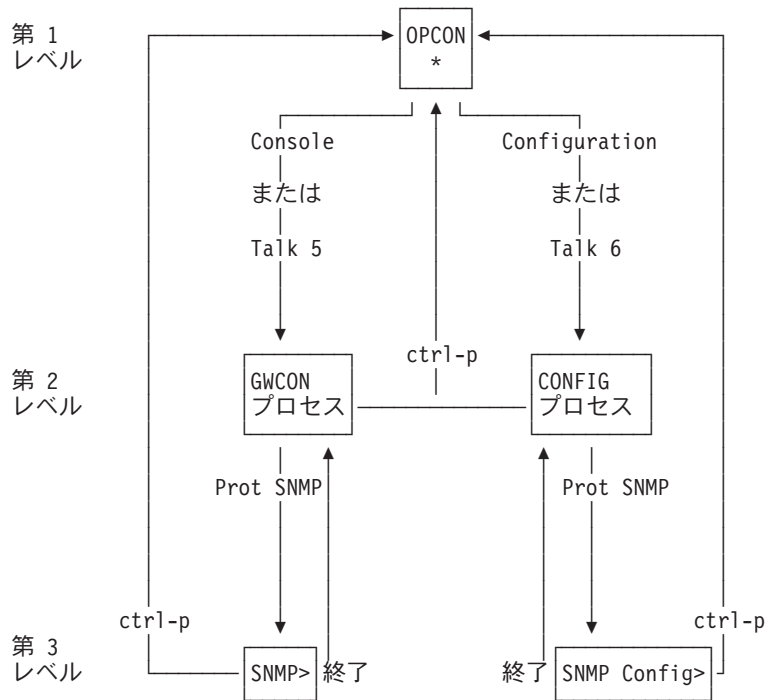 第 1
レベル
OPCON
*
Console
Configuration
または
または
Talk 5
Talk 6
ctrl-p
第 2
レベル
GWCON
プロセス
CONFIG
プロセス
Prot SNMP
Prot SNMP
ctrl-p
ctrl-p
第 3
レベル
SNMP>
終了
終了
SNMP Config>